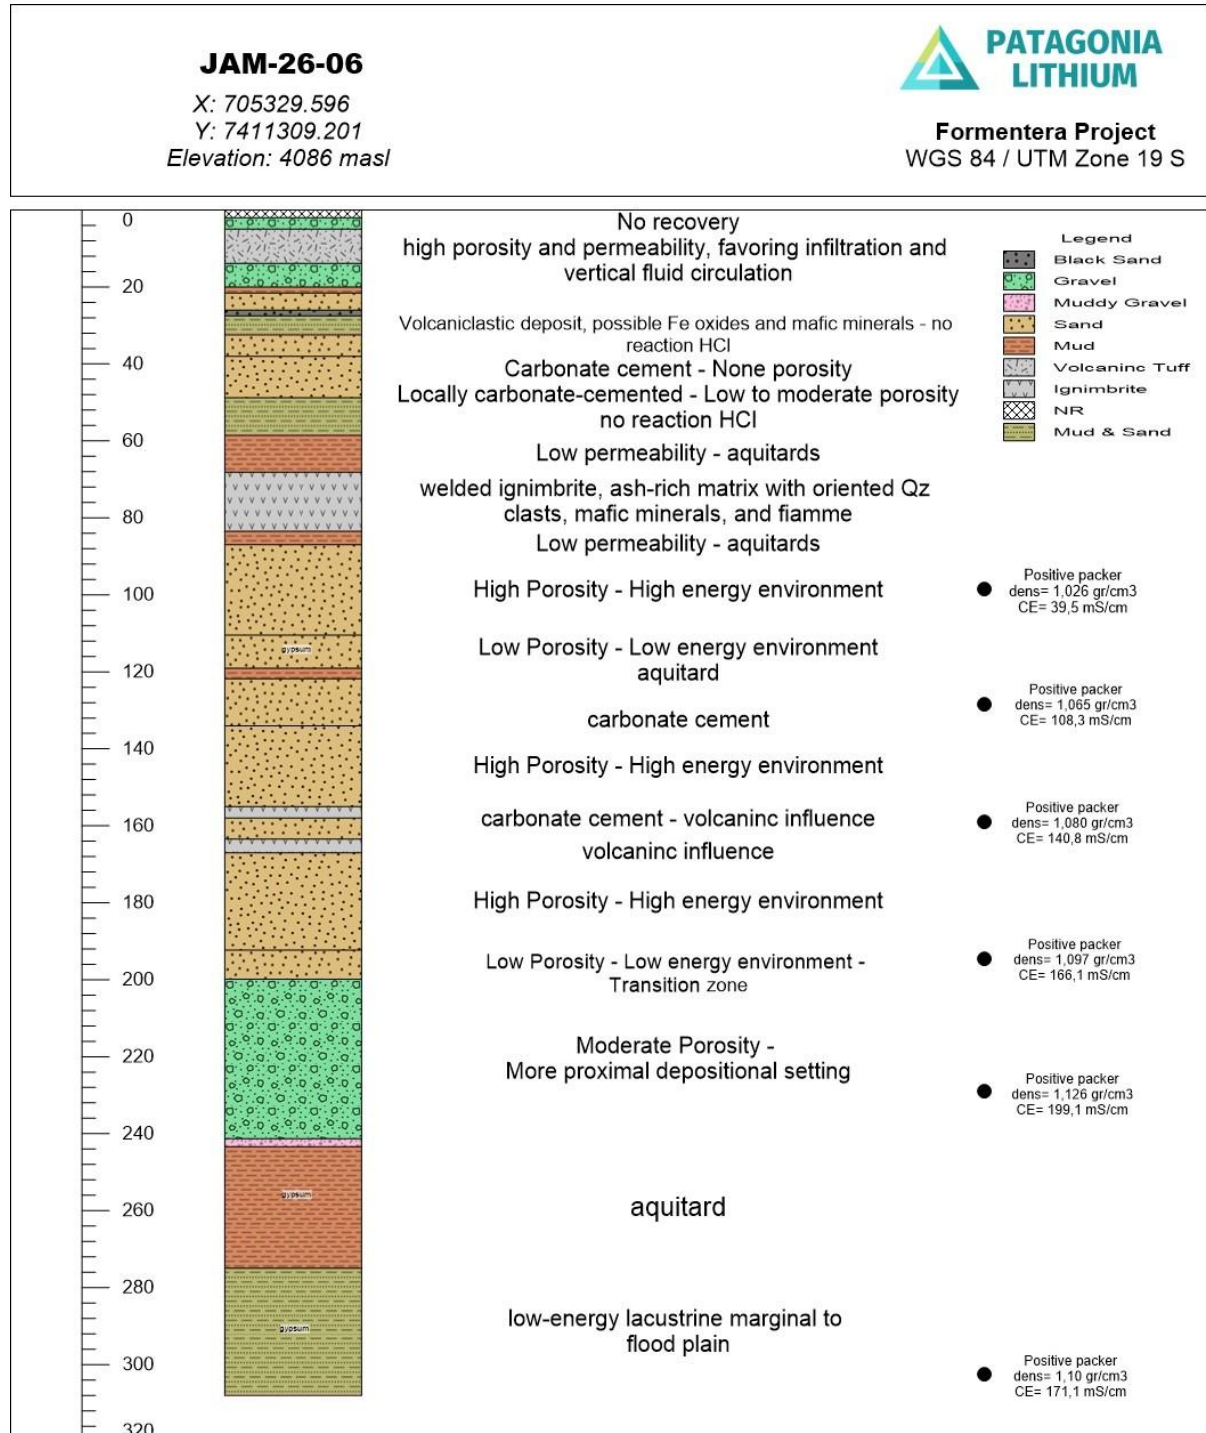 JAM-26-06
X: 705329.596
Y: 7411309.201
Elevation: 4086 masl
PATAGONIA
LITHIUM
Formentera Project
WGS 84 / UTM Zone 19 S
0
20
40
60
80
100
120
140
160
180
200
220
240
260
280
300
320
gypsum
gypsum
gypsum
No recovery
high porosity and permeability, favoring infiltration and
vertical fluid circulation
Volcaniclastic deposit, possible Fe oxides and mafic minerals - no
reaction HCl
Carbonate cement - None porosity
Locally carbonate-cemented - Low to moderate porosity
no reaction HCl
Low permeability - aquitards
welded ignimbrite, ash-rich matrix with oriented Qz
clasts, mafic minerals, and fiamme
Low permeability - aquitards
High Porosity - High energy environment
Low Porosity - Low energy environment
aquitard
carbonate cement
High Porosity - High energy environment
carbonate cement - volcaninc influence
volcaninc influence
High Porosity - High energy environment
Low Porosity - Low energy environment -
Transition zone
Moderate Porosity -
More proximal depositional setting
aquitard
low-energy lacustrine marginal to
flood plain
Legend
Black Sand
Gravel
Muddy Gravel
Sand
Mud
Volcaninc Tuff
Ignimbrite
NR
Mud & Sand
Positive packer
dens= 1,026 gr/cm3
CE= 39,5 mS/cm
Positive packer
dens= 1,065 gr/cm3
CE= 108,3 mS/cm
Positive packer
dens= 1,080 gr/cm3
CE= 140,8 mS/cm
Positive packer
dens= 1,097 gr/cm3
CE= 166,1 mS/cm
Positive packer
dens= 1,126 gr/cm3
CE= 199,1 mS/cm
Positive packer
dens= 1,10 gr/cm3
CE= 171,1 mS/cm